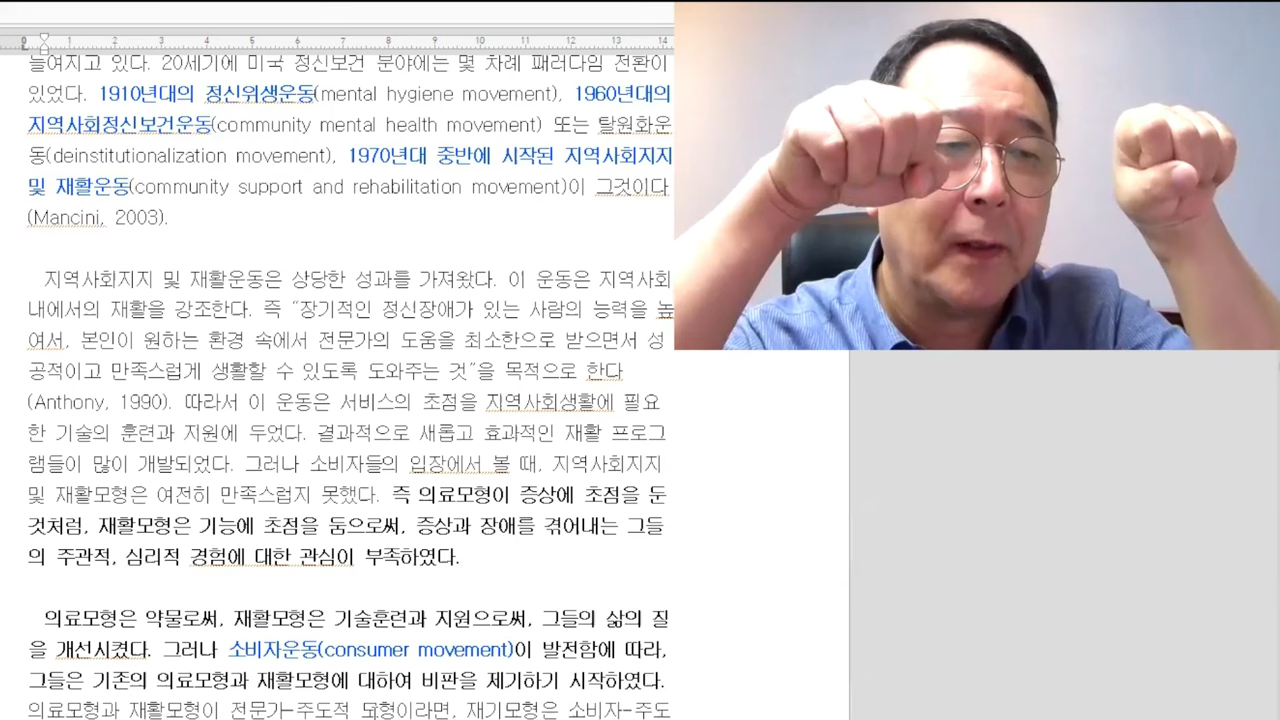 0 1 2 3 4 5 6 7 8 9 10 11 12 13 14
늘여지고 있다. 20세기에 미국 정신보건 분야에는 몇 차례 패러다임 전환이
있었다. 1910년대의 정신위생운동(mental hygiene movement), 1960년대의
지역사회정신보건운동(community mental health movement) 또는 탈원화운
동(deinstitutionalization movement), 1970년대 중반에 시작된 지역사회지지
및 재활운동(community support and rehabilitation movement)이 그것이다
(Mancini, 2003).
지역사회지지 및 재활운동은 상당한 성과를 가져왔다. 이 운동은 지역사회
내에서의 재활을 강조한다. 즉 “장기적인 정신장애가 있는 사람의 능력을 높
여서, 본인이 원하는 환경 속에서 전문가의 도움을 최소한으로 받으면서 성
공적이고 만족스럽게 생활할 수 있도록 도와주는 것”을 목적으로 한다
(Anthony, 1990). 따라서 이 운동은 서비스의 초점을 지역사회생활에 필요
한 기술의 훈련과 지원에 두었다. 결과적으로 새롭고 효과적인 재활 프로그
램들이 많이 개발되었다. 그러나 소비자들의 입장에서 볼 때, 지역사회지지
및 재활모형은 여전히 만족스럽지 못했다. 즉 의료모형이 증상에 초점을 둔
것처럼, 재활모형은 기능에 초점을 둠으로써, 증상과 장애를 겪어내는 그들
의 주관적, 심리적 경험에 대한 관심이 부족하였다.
의료모형은 약물로써, 재활모형은 기술훈련과 지원으로써, 그들의 삶의 질
을 개선시켰다. 그러나 소비자운동(consumer movement)이 발전함에 따라,
그들은 기존의 의료모형과 재활모형에 대하여 비판을 제기하기 시작하였다.
의료모형과 재활모형이 전문가-주도적 모형이라면, 재기모형은 소비자-주도